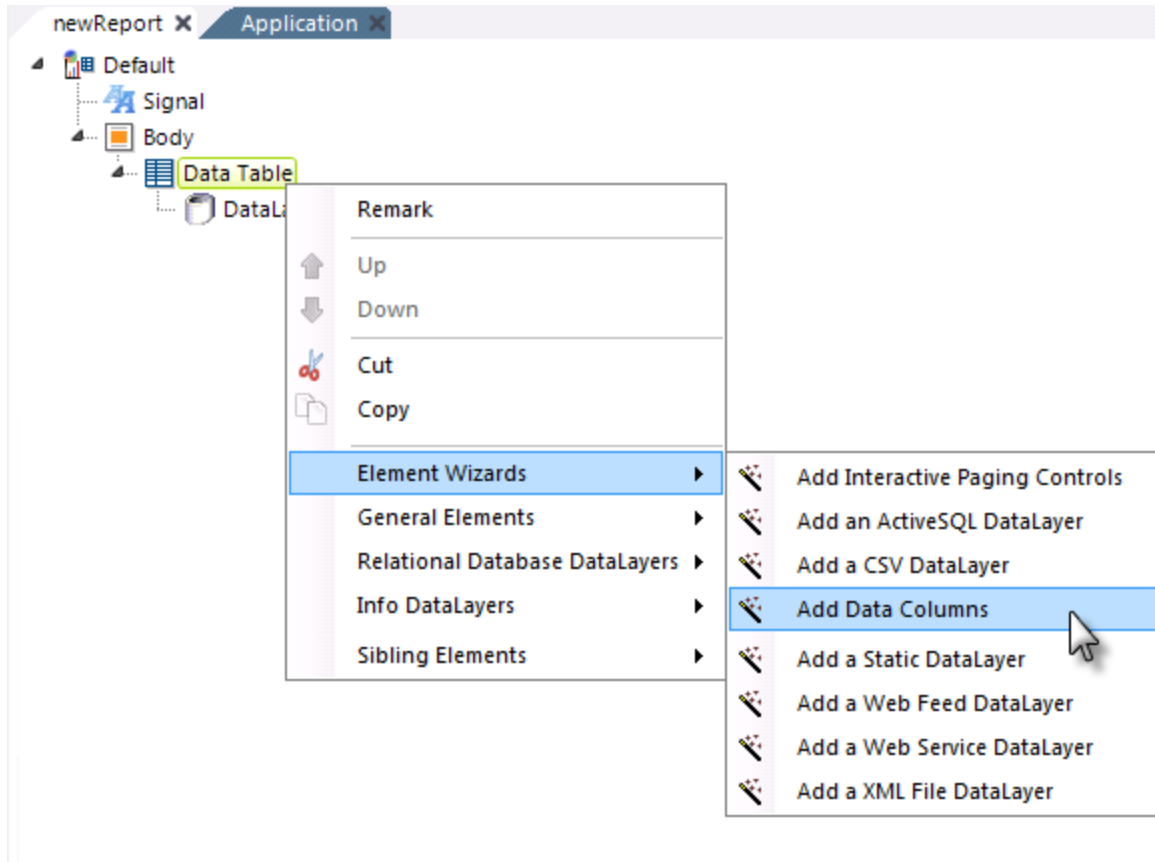 newReport Application
Default
Signal
Body
Data Table
Remark
Up
Down
Cut
Copy
Element Wizards
General Elements
Relational Database DataLayers
Info DataLayers
Sibling Elements
Add Interactive Paging Controls
Add an ActiveSQL DataLayer
Add a CSV DataLayer
Add Data Columns
Add a Static DataLayer
Add a Web Feed DataLayer
Add a Web Service DataLayer
Add a XML File DataLayer